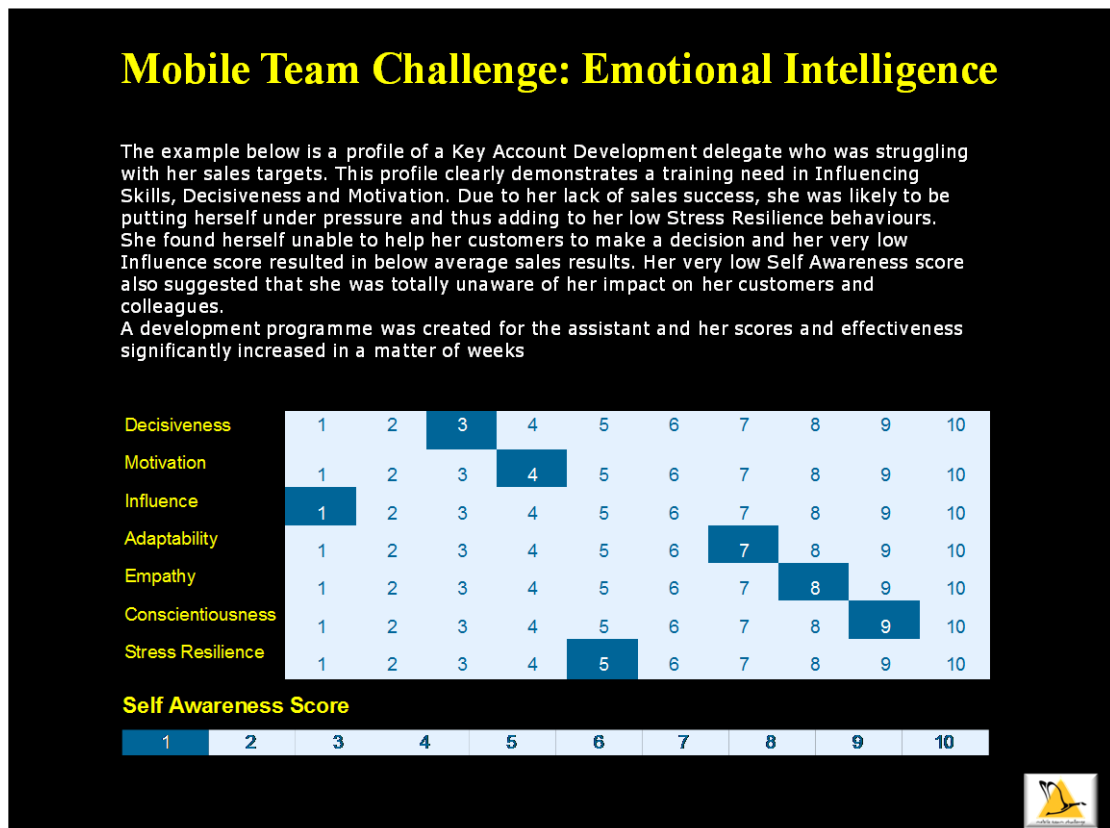 Mobile Team Challenge: Emotional Intelligence
The example below is a profile of a Key Account Development delegate who was struggling
with her sales targets. This profile clearly demonstrates a training need in Influencing
Skills, Decisiveness and Motivation. Due to her lack of sales success, she was likely to be
putting herself under pressure and thus adding to her low Stress Resilience behaviours.
She found herself unable to help her customers to make a decision and her very low
Influence score resulted in below average sales results. Her very low Self Awareness score
also suggested that she was totally unaware of her impact on her customers and
colleagues.
A development programme was created for the assistant and her scores and effectiveness
significantly increased in a matter of weeks
Decisiveness 1 2 3 4 5 6 7 8 9 10
Motivation 1 2 3 4 5 6 7 8 9 10
Influence 1 2 3 4 5 6 7 8 9 10
Adaptability 1 2 3 4 5 6 7 8 9 10
Empathy 1 2 3 4 5 6 7 8 9 10
Conscientiousness 1 2 3 4 5 6 7 8 9 10
Stress Resilience 1 2 3 4 5 6 7 8 9 10
Self Awareness Score
1 2 3 4 5 6 7 8 9 10
mobile team challenge